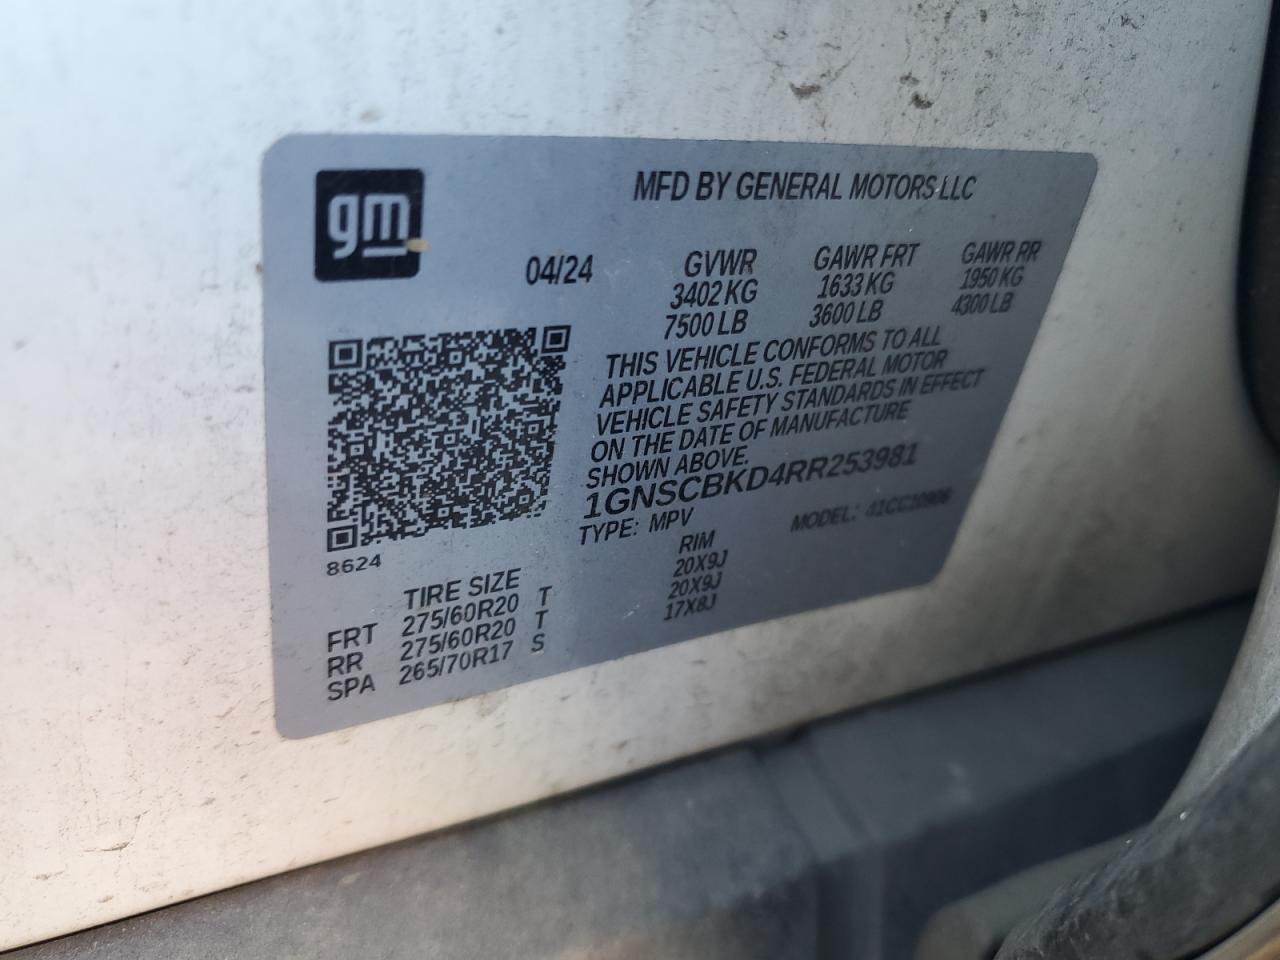 gm
MFD BY GENERAL MOTORS LLC
04/24
GVWR GAWR FRT GAWR RR
3402 KG 1633 KG 1950 KG
7500 LB 3600 LB 4300 LB
THIS VEHICLE CONFORMS TO ALL
APPLICABLE U.S. FEDERAL MOTOR
VEHICLE SAFETY STANDARDS IN EFFECT
ON THE DATE OF MANUFACTURE
SHOWN ABOVE.
1GNSCBKD4RR253981
TYPE: MPV MODEL:
8624
TIRE SIZE RIM
FRT 275/60R20 T 20X9J
RR 275/60R20 T 20X9J
SPA 265/70R17 S 17X8J